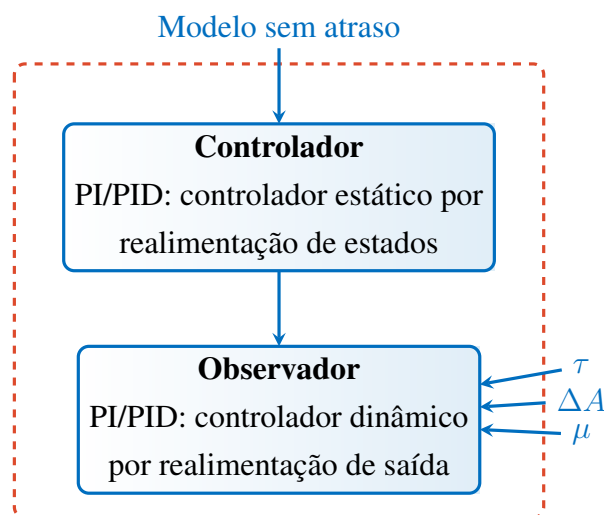 Modelo sem atraso
Controlador
PI/PID: controlador estático por
realimentação de estados
Observador
PI/PID: controlador dinâmico
por realimentação de saída
τ
ΔA
μ